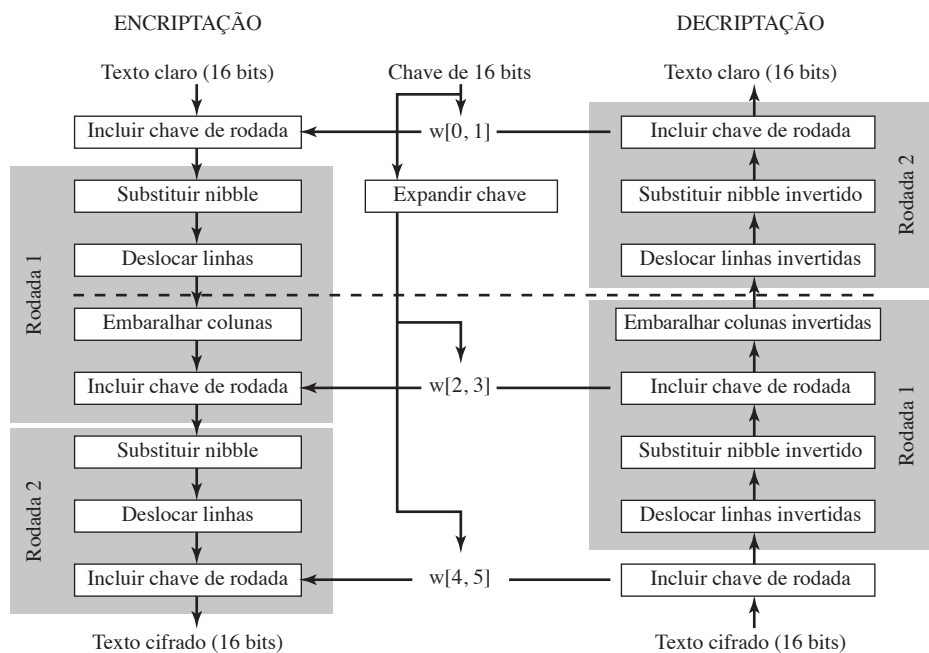 ENCRIPTAÇÃO
DECRIPTAÇÃO
Texto claro (16 bits)
Chave de 16 bits
Texto claro (16 bits)
Incluir chave de rodada
w[0, 1]
Incluir chave de rodada
Rodada 1
Substituir nibble
Expandir chave
Substituir nibble invertido
Rodada 2
Deslocar linhas
Deslocar linhas invertidas
Embaralhar colunas
Embaralhar colunas invertidas
Incluir chave de rodada
w[2, 3]
Incluir chave de rodada
Rodada 1
Rodada 2
Substituir nibble
Substituir nibble invertido
Deslocar linhas
Deslocar linhas invertidas
Incluir chave de rodada
w[4, 5]
Incluir chave de rodada
Texto cifrado (16 bits)
Texto cifrado (16 bits)